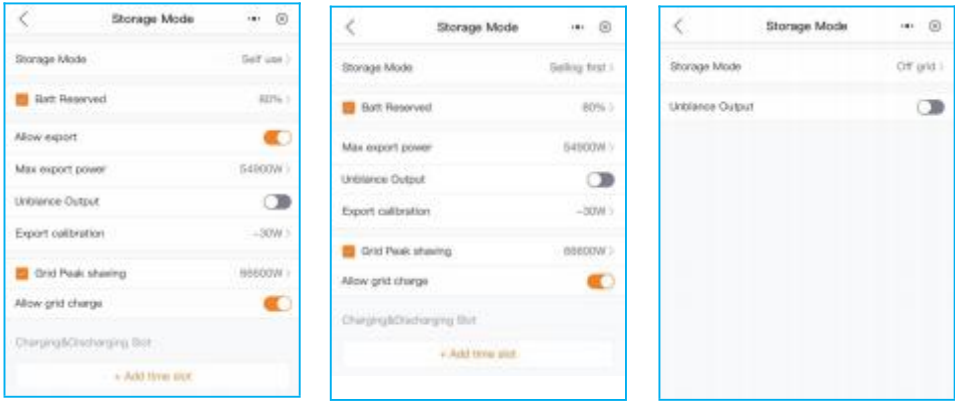 Storage Mode
Storage Mode Self use >
Batt Reserved 80% >
Allow export
Max export power 54900W >
Unblance Output
Export calibration -30W >
Grid Peak shaving 66600W >
Allow grid charge
Charging&Discharging Slot
+ Add time slot
Storage Mode
Storage Mode Selling first >
Batt Reserved 80% >
Max export power 54900W >
Unblance Output
Export calibration -30W >
Grid Peak shaving 66600W >
Allow grid charge
Charging&Discharging Slot
+ Add time slot
Storage Mode
Storage Mode Off grid >
Unblance Output